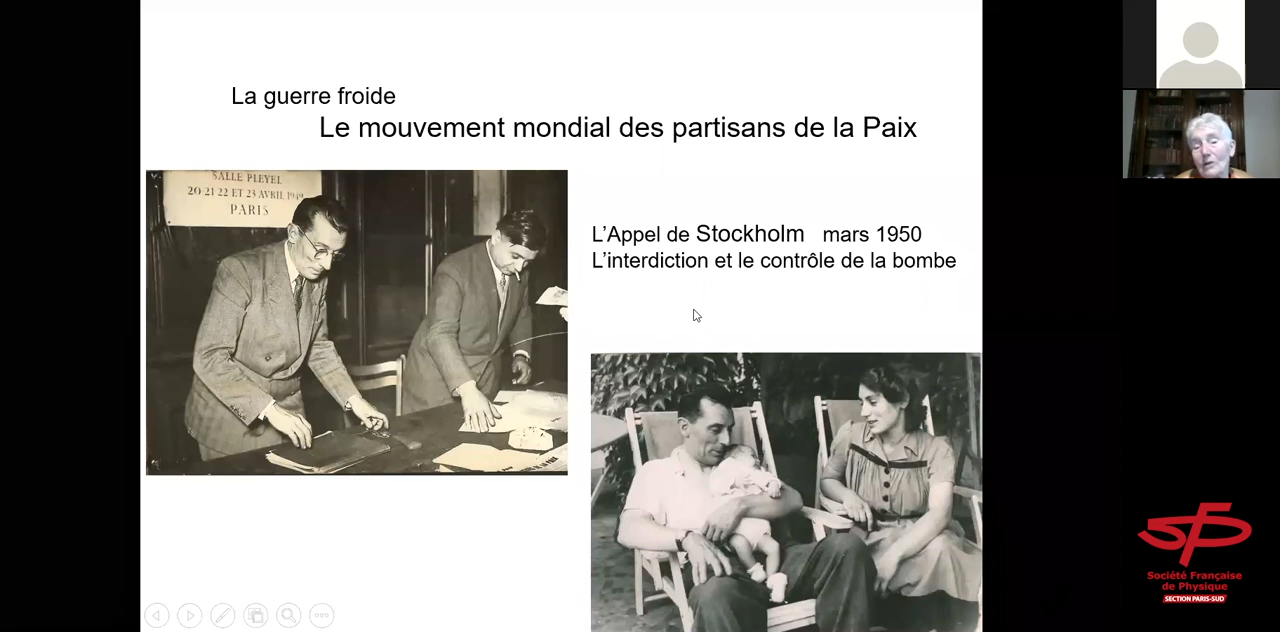 La guerre froide
Le mouvement mondial des partisans de la Paix
SALLE PLEYEL
20·21 22 ET 23 AVRIL 1949
PARIS
L’Appel de Stockholm mars 1950
L’interdiction et le contrôle de la bombe
sfp
Société Française
de Physique
SECTION PARIS-SUD